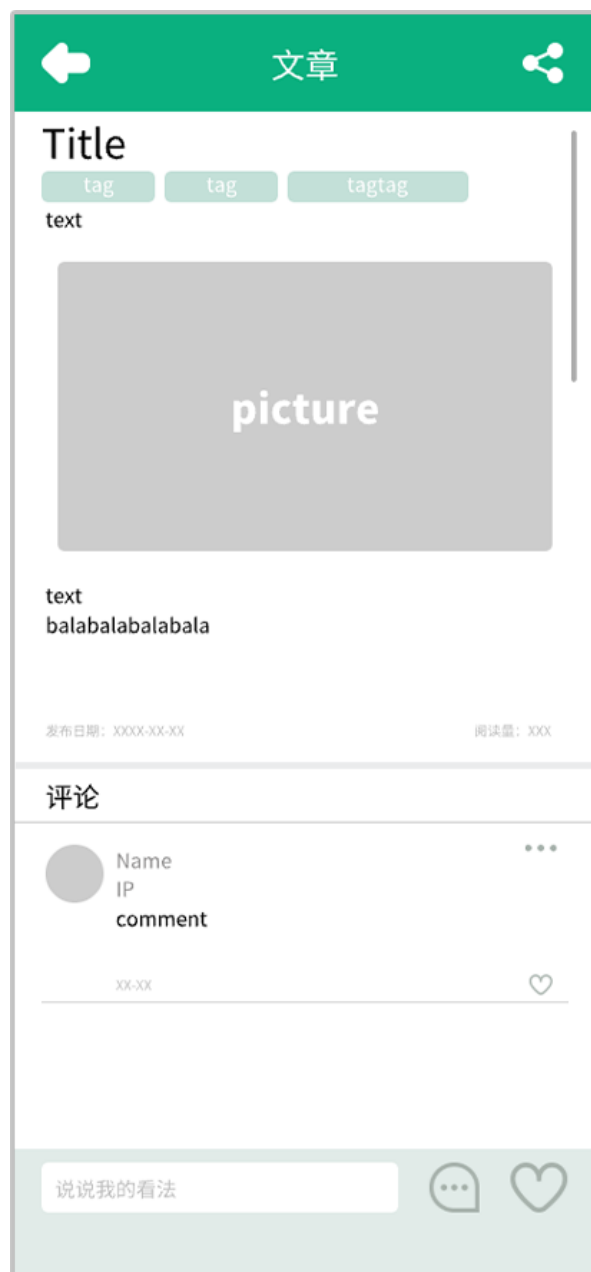 文章
Title
tag tag tagtag
text
picture
text
balabalabalabala
发布日期：XXXX-XX-XX 阅读量：XXX
评论
Name
IP
comment
XX-XX
说说我的看法